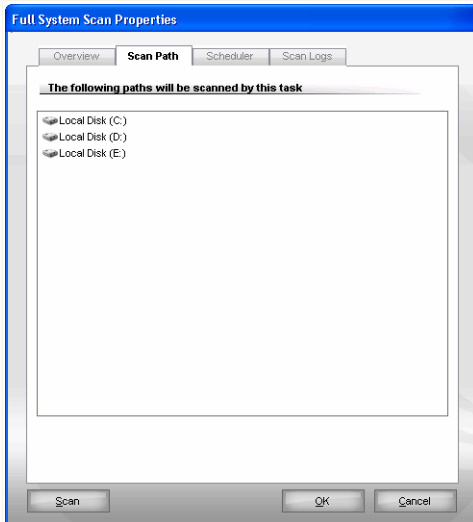 Full System Scan Properties
Overview Scan Path Scheduler Scan Logs
The following paths will be scanned by this task
Local Disk (C:)
Local Disk (D:)
Local Disk (E:)
Scan OK Cancel